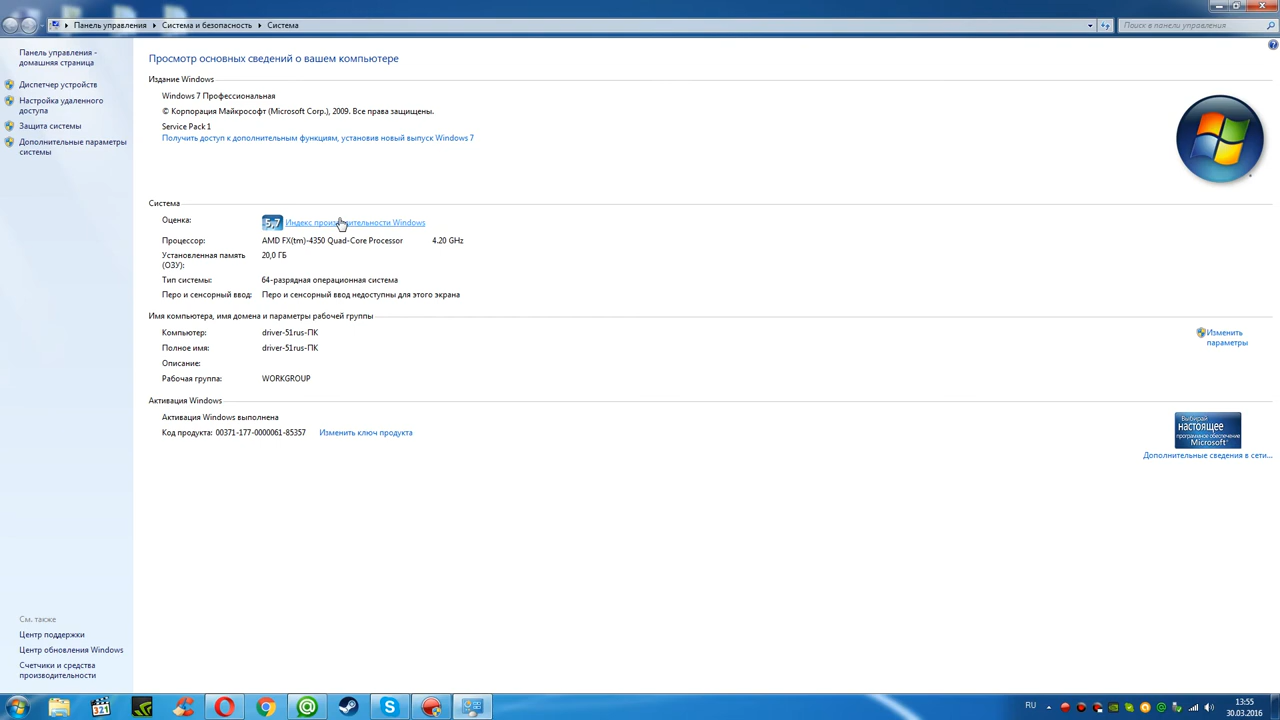 Панель управления
Система и безопасность
Система
Поиск в панели управления
Панель управления -
домашняя страница
Диспетчер устройств
Настройка удаленного
доступа
Защита системы
Дополнительные параметры
системы
Просмотр основных сведений о вашем компьютере
Издание Windows
Windows 7 Профессиональная
© Корпорация Майкрософт (Microsoft Corp.), 2009. Все права защищены.
Service Pack 1
Получить доступ к дополнительным функциям, установив новый выпуск Windows 7
Система
Оценка: 5,7 Индекс производительности Windows
Процессор: AMD FX(tm)-4350 Quad-Core Processor 4.20 GHz
Установленная память 20,0 ГБ
(ОЗУ):
Тип системы: 64-разрядная операционная система
Перо и сенсорный ввод: Перо и сенсорный ввод недоступны для этого экрана
Имя компьютера, имя домена и параметры рабочей группы
Компьютер: driver-51rus-ПК
Изменить
параметры
Полное имя: driver-51rus-ПК
Описание:
Рабочая группа: WORKGROUP
Активация Windows
Активация Windows выполнена
Код продукта: 00371-177-0000061-85357 Изменить ключ продукта
Выбирай
настоящее
программное обеспечение
Microsoft®
Дополнительные сведения в сети...
См. также
Центр поддержки
Центр обновления Windows
Счетчики и средства
производительности
321
RU
13:55
30.03.2016